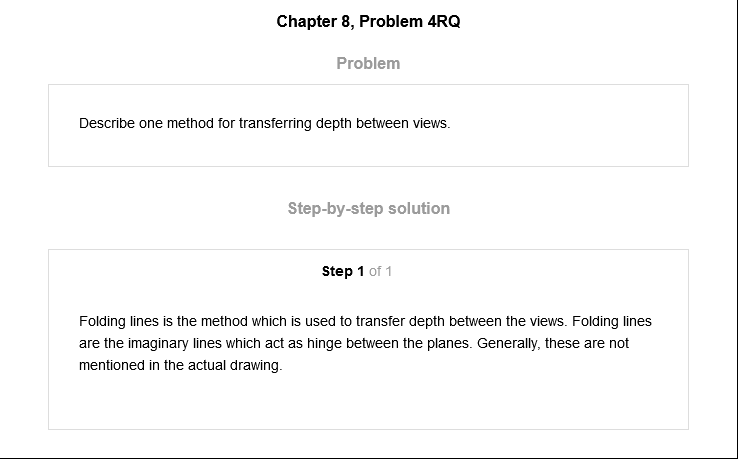 Chapter 8, Problem 4RQ
Problem
Describe one method for transferring depth between views.
Step-by-step solution
Step 1 of 1
Folding lines is the method which is used to transfer depth between the views. Folding lines
are the imaginary lines which act as hinge between the planes. Generally, these are not
mentioned in the actual drawing.